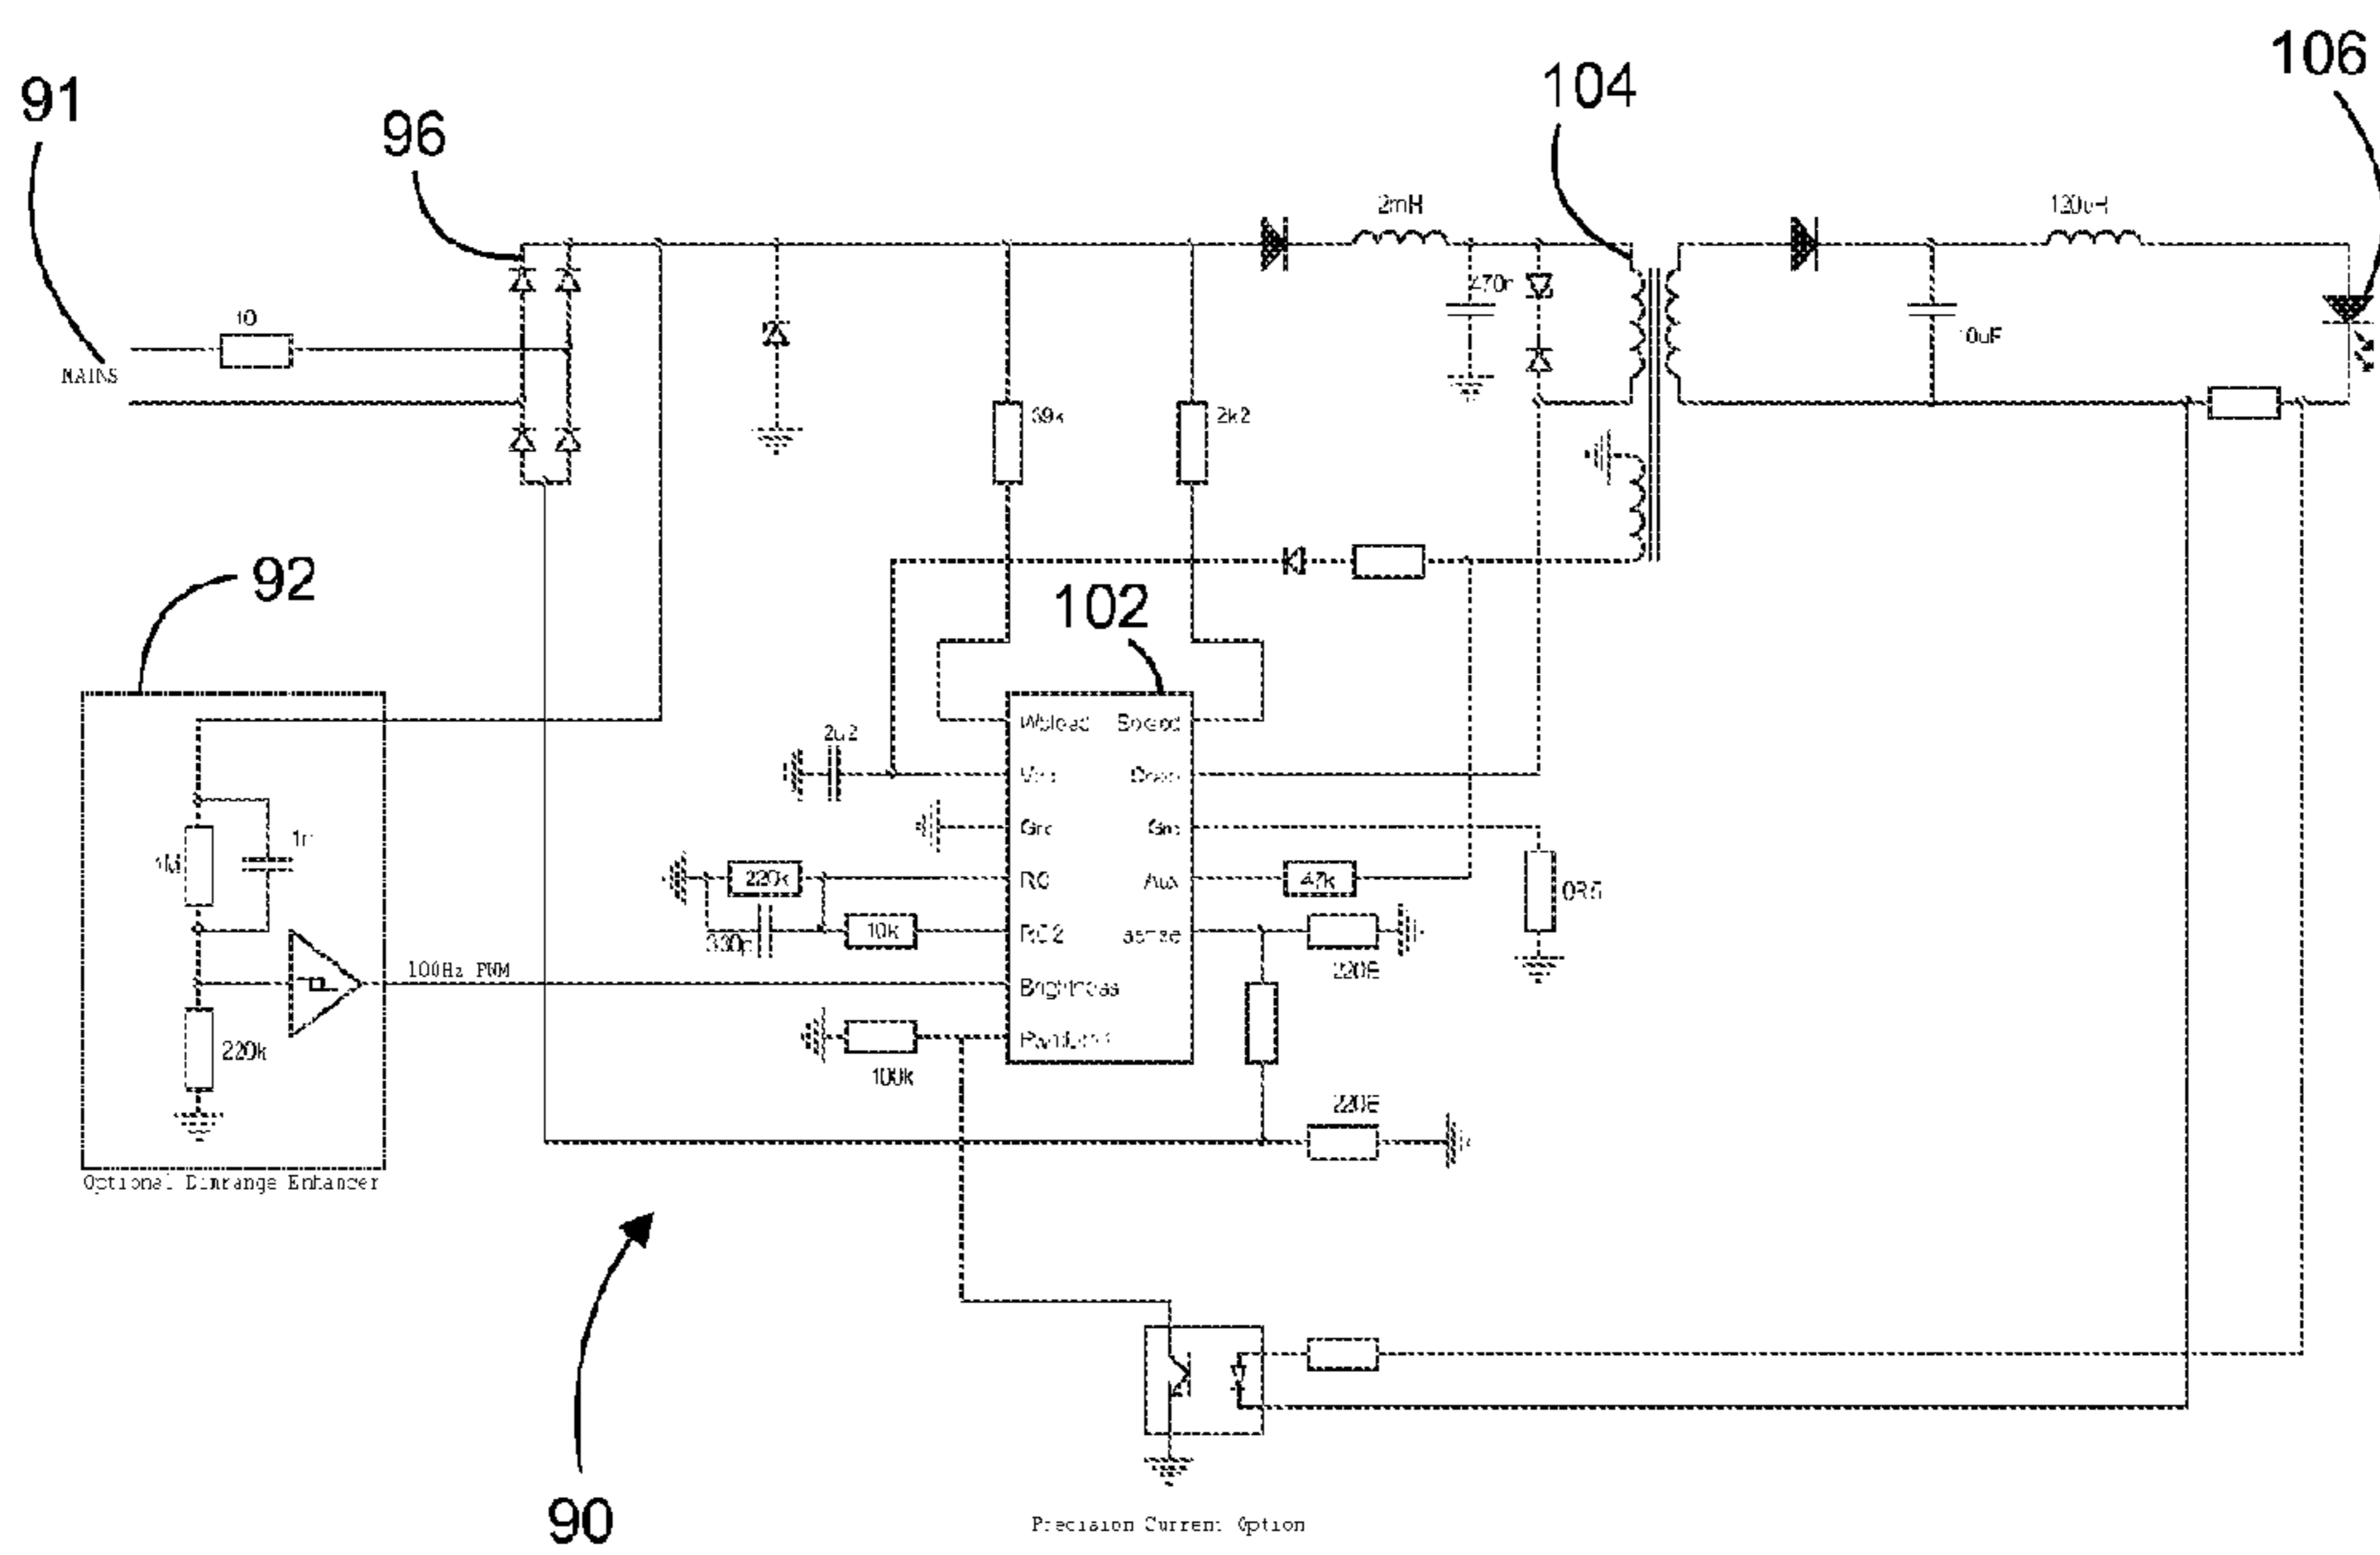 106
104
91
96
2mH
120uH
470n
10
10uF
MAINS
2k2
92
102
2u2
Gnd
1M
220k
RC
Aux
47k
0R5
330p
10k
RC2
220E
100Hz PWM
Brightness
220k
100k
220E
Optional Dimrange Enhancer
90
Precision Current Option